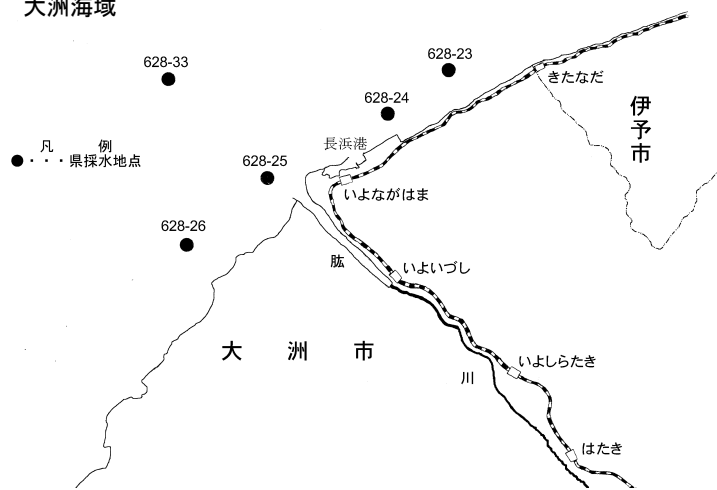 大洲海域
628-33
628-23
きたなだ
628-24
伊予市
凡 例
●・・・県採水地点
長浜港
628-25
いよながはま
628-26
肱
いよいづし
大 洲 市
いよしらたき
川
はたき